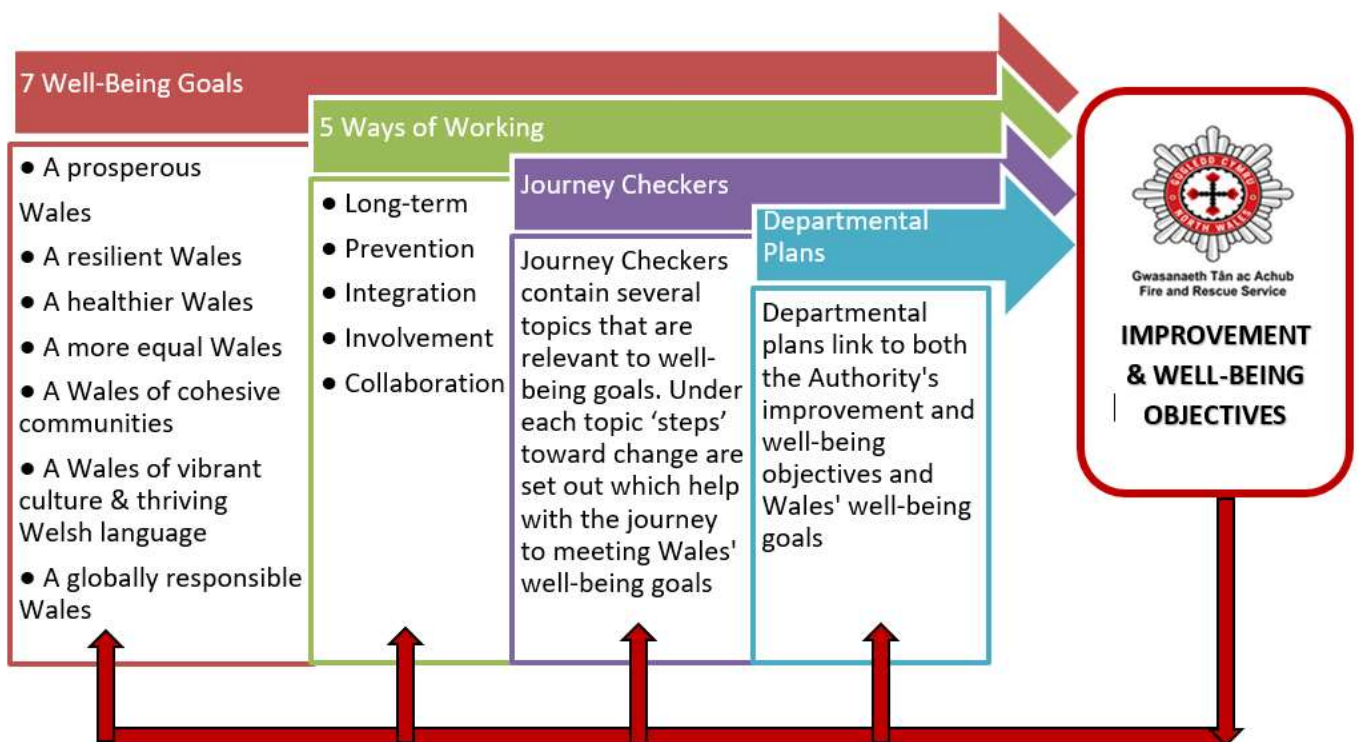 7 Well-Being Goals
● A prosperous
Wales
● A resilient Wales
● A healthier Wales
● A more equal Wales
● A Wales of cohesive
communities
● A Wales of vibrant
culture & thriving
Welsh language
● A globally responsible
Wales
5 Ways of Working
● Long-term
● Prevention
● Integration
● Involvement
● Collaboration
Journey Checkers
Journey Checkers
contain several
topics that are
relevant to well-
being goals. Under
each topic ‘steps’
toward change are
set out which help
with the journey
to meeting Wales'
well-being goals
Departmental
Plans
Departmental
plans link to both
the Authority's
improvement and
well-being
objectives and
Wales' well-being
goals
GOGLEDD CYMRU
NORTH WALES
Gwasanaeth Tân ac Achub
Fire and Rescue Service
IMPROVEMENT
& WELL-BEING
OBJECTIVES